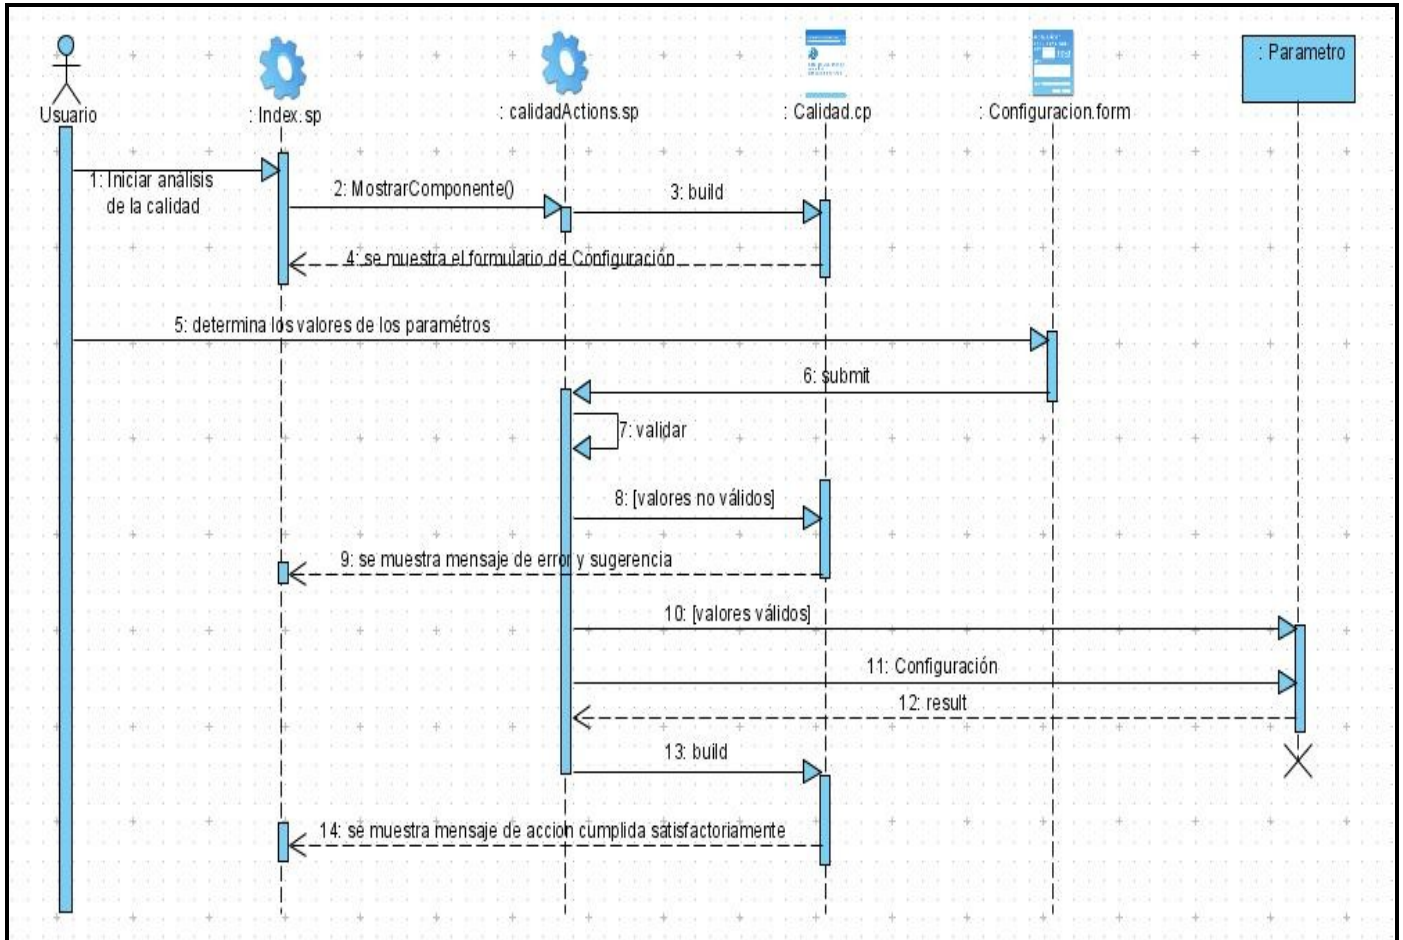 Usuario
: Index.sp
: calidadActions.sp
: Calidad.cp
: Configuracion.form
: Parametro
1: Iniciar análisis
de la calidad
2: MostrarComponente()
3: build
4: se muestra el formulario de Configuración
5: determina los valores de los paramétros
6: submit
7: validar
8: [valores no válidos]
9: se muestra mensaje de error y sugerencia
10: [valores válidos]
11: Configuración
12: result
13: build
14: se muestra mensaje de accion cumplida satisfactoriamente